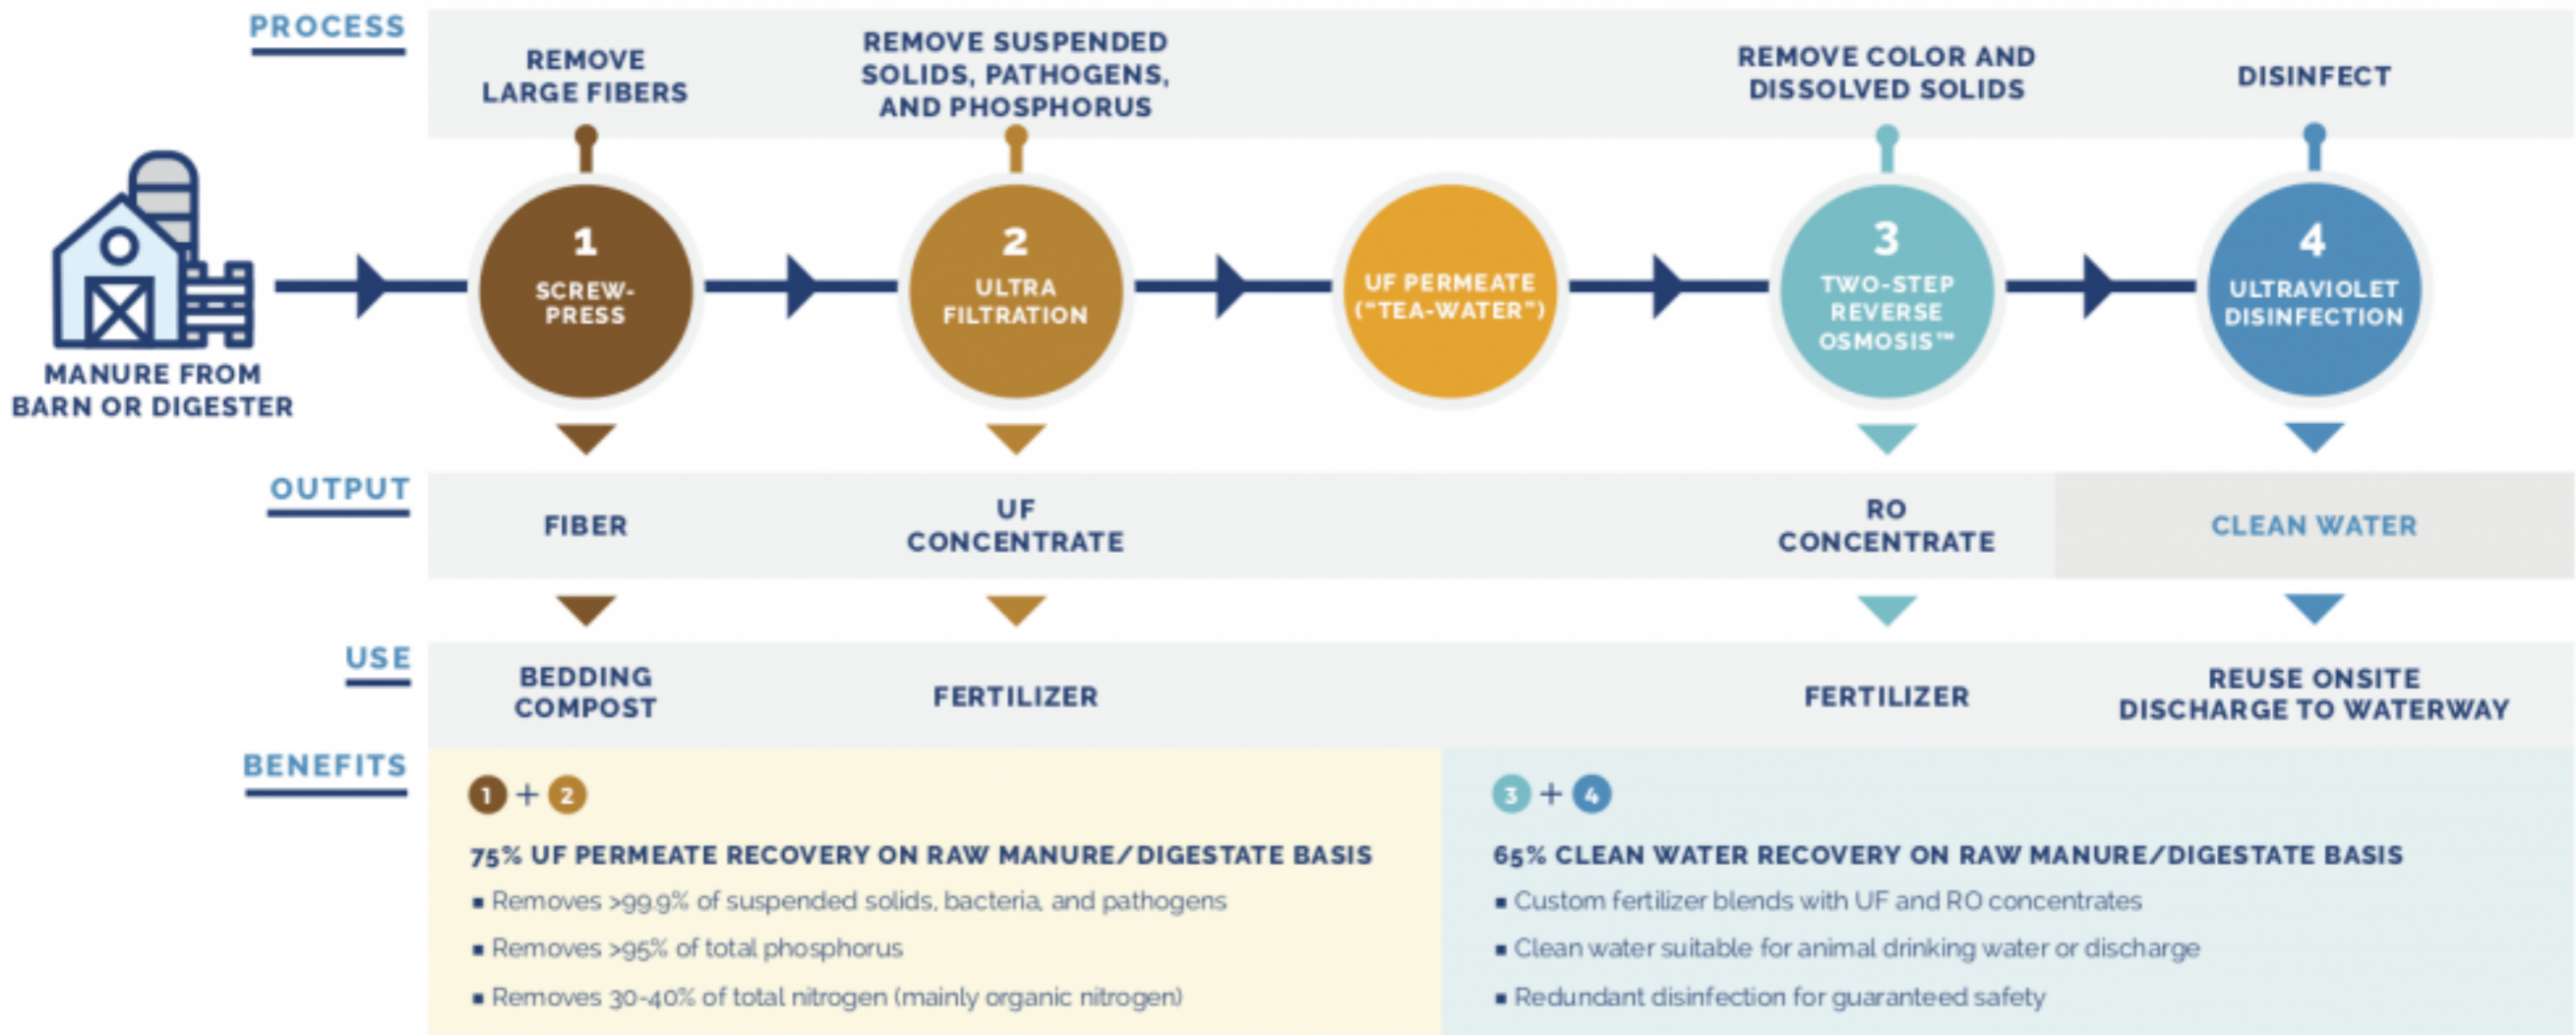 PROCESS
REMOVE
LARGE FIBERS
REMOVE SUSPENDED
SOLIDS, PATHOGENS,
AND PHOSPHORUS
REMOVE COLOR AND
DISSOLVED SOLIDS
DISINFECT
MANURE FROM
BARN OR DIGESTER
1
SCREW-
PRESS
2
ULTRA
FILTRATION
UF PERMEATE
("TEA-WATER")
3
TWO-STEP
REVERSE
OSMOSIS™
4
ULTRAVIOLET
DISINFECTION
OUTPUT
FIBER
UF
CONCENTRATE
RO
CONCENTRATE
CLEAN WATER
USE
BEDDING
COMPOST
FERTILIZER
FERTILIZER
REUSE ONSITE
DISCHARGE TO WATERWAY
BENEFITS
1 + 2
75% UF PERMEATE RECOVERY ON RAW MANURE/DIGESTATE BASIS
▪ Removes >99.9% of suspended solids, bacteria, and pathogens
▪ Removes >95% of total phosphorus
▪ Removes 30-40% of total nitrogen (mainly organic nitrogen)
3 + 4
65% CLEAN WATER RECOVERY ON RAW MANURE/DIGESTATE BASIS
▪ Custom fertilizer blends with UF and RO concentrates
▪ Clean water suitable for animal drinking water or discharge
▪ Redundant disinfection for guaranteed safety